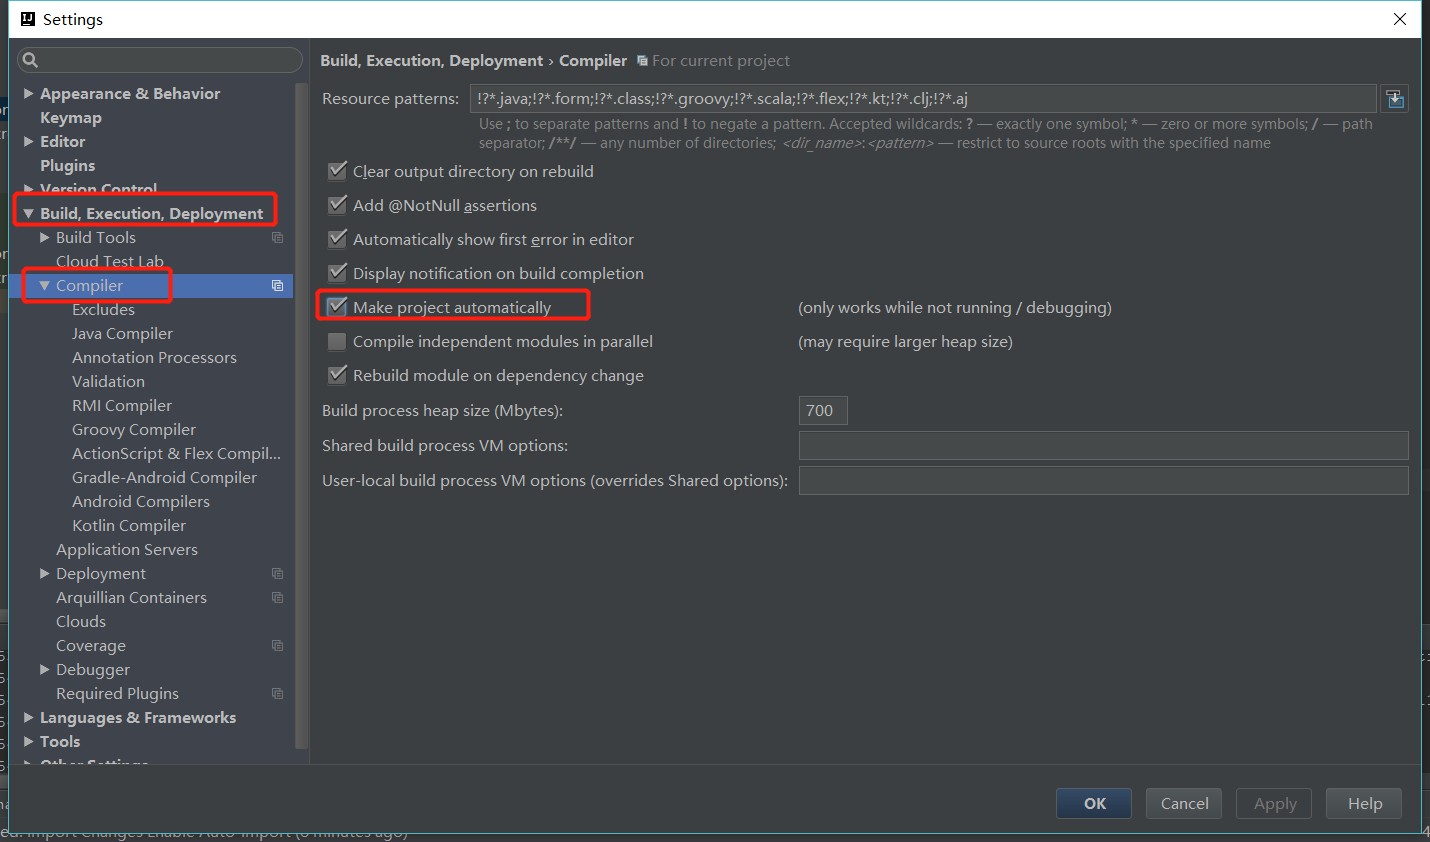 Settings
Appearance & Behavior
Keymap
Editor
Plugins
Version Control
Build, Execution, Deployment
Build Tools
Cloud Test Lab
Compiler
Excludes
Java Compiler
Annotation Processors
Validation
RMI Compiler
Groovy Compiler
ActionScript & Flex Compil...
Gradle-Android Compiler
Android Compilers
Kotlin Compiler
Application Servers
Deployment
Arquillian Containers
Clouds
Coverage
Debugger
Required Plugins
Languages & Frameworks
Tools
Other Settings
Build, Execution, Deployment › Compiler For current project
Resource patterns: !?*.java;!?*.form;!?*.class;!?*.groovy;!?*.scala;!?*.flex;!?*.kt;!?*.clj;!?*.aj
Use ; to separate patterns and ! to negate a pattern. Accepted wildcards: ? — exactly one symbol; * — zero or more symbols; / — path
separator; /**/ — any number of directories; <dir_name>:<pattern> — restrict to source roots with the specified name
Clear output directory on rebuild
Add @NotNull assertions
Automatically show first error in editor
Display notification on build completion
Make project automatically (only works while not running / debugging)
Compile independent modules in parallel (may require larger heap size)
Rebuild module on dependency change
Build process heap size (Mbytes): 700
Shared build process VM options:
User-local build process VM options (overrides Shared options):
OK Cancel Apply Help
Import Changes Enable Auto-Import (6 minutes ago)